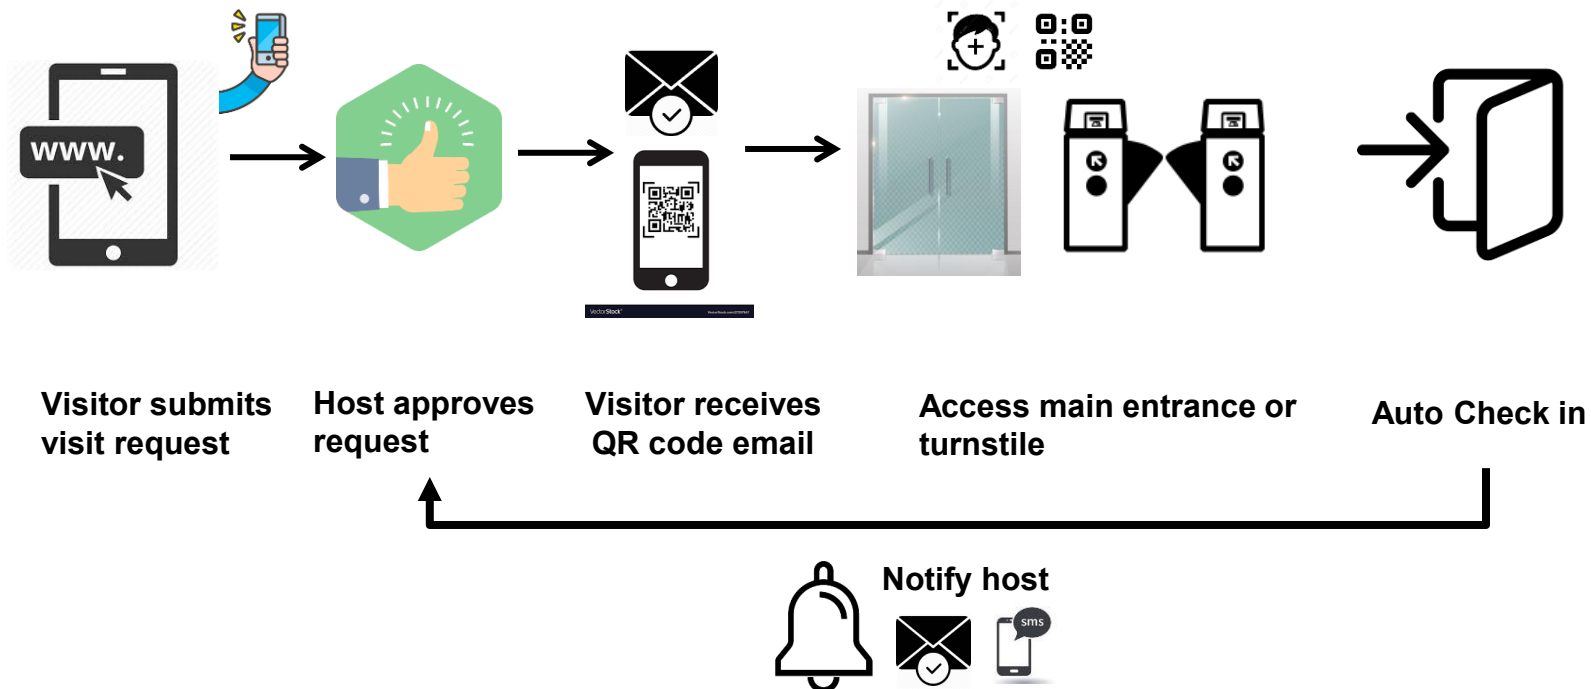 www.
Visitor submits
visit request
Host approves
request
VectorStock
Visitor receives
QR code email
Access main entrance or
turnstile
Auto Check in
Notify host
sms